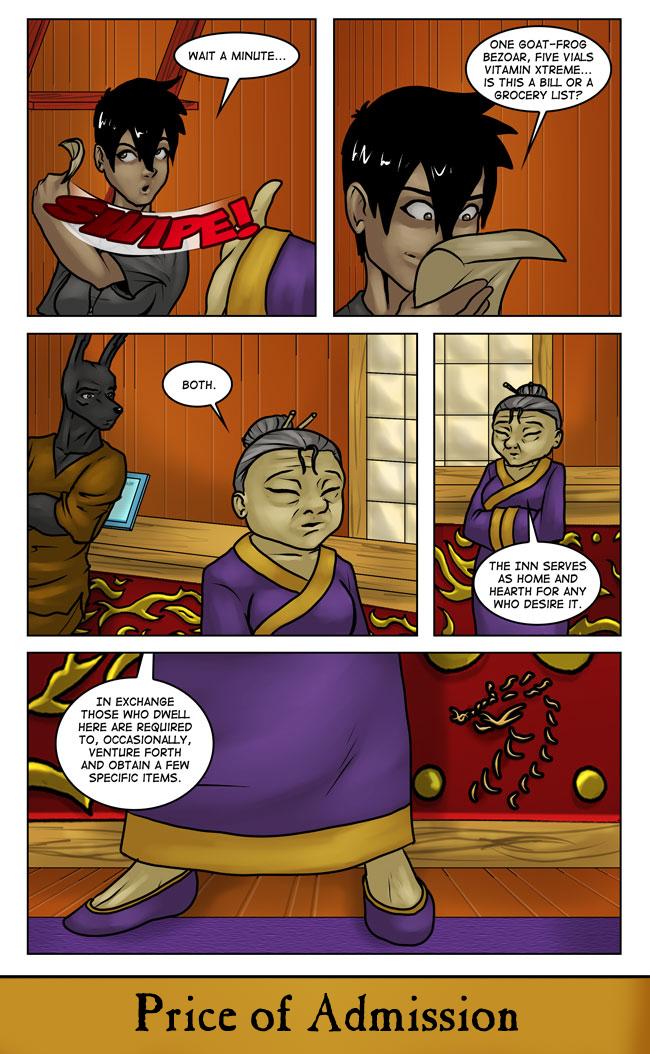 WAIT A MINUTE...
SWIPE!
ONE GOAT-FROG
BEZOAR, FIVE VIALS
VITAMIN XTREME...
IS THIS A BILL OR A
GROCERY LIST?
BOTH.
THE INN SERVES
AS HOME AND
HEARTH FOR ANY
WHO DESIRE IT.
IN EXCHANGE
THOSE WHO DWELL
HERE ARE REQUIRED
TO, OCCASIONALLY,
VENTURE FORTH
AND OBTAIN A FEW
SPECIFIC ITEMS.
Price of Admission